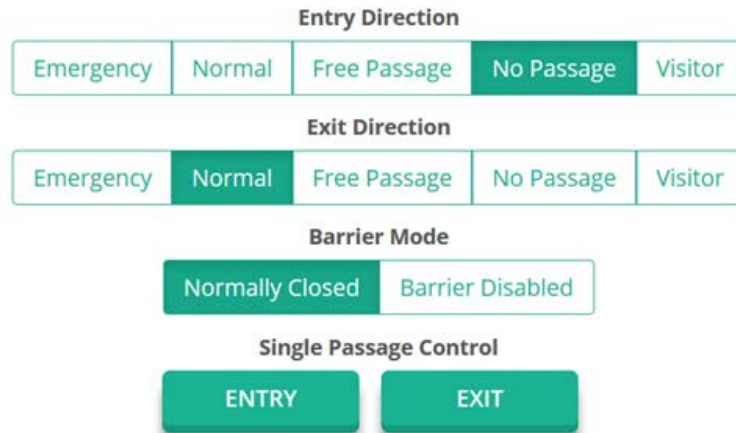 Entry Direction
Emergency Normal Free Passage No Passage Visitor
Exit Direction
Emergency Normal Free Passage No Passage Visitor
Barrier Mode
Normally Closed Barrier Disabled
Single Passage Control
ENTRY EXIT